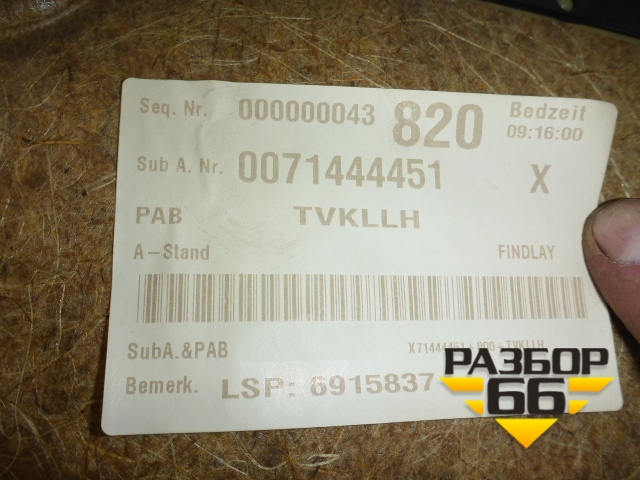 Seq. Nr. 000000043 820 Bedzeit
09:16:00
Sub A. Nr. 0071444451 X
PAB TVKLLH
A-Stand FINDLAY
SubA.&PAB
Bemerk. LSP: 6915837
РАЗБОР
66